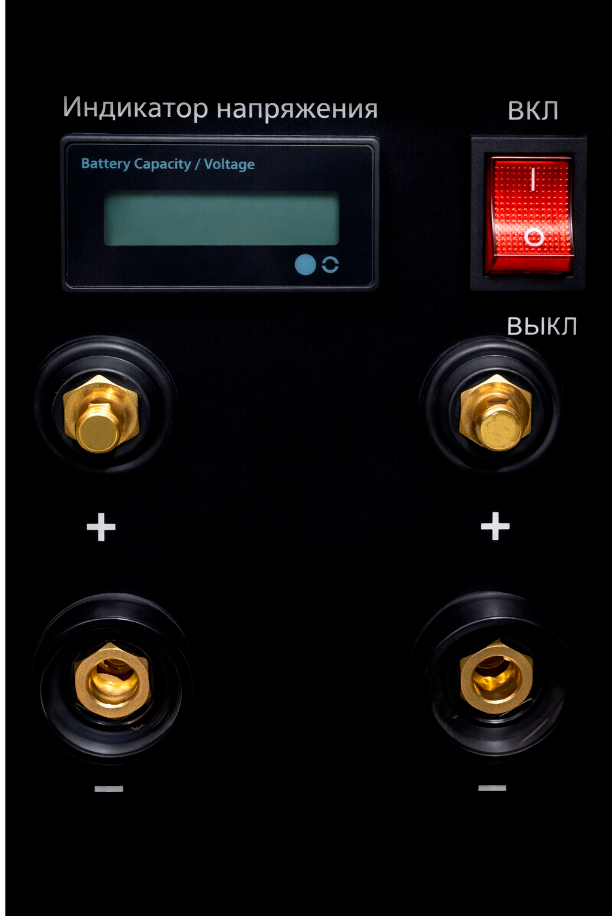 Индикатор напряжения
ВКЛ
Battery Capacity / Voltage
I
O
ВЫКЛ
+
+
−
−